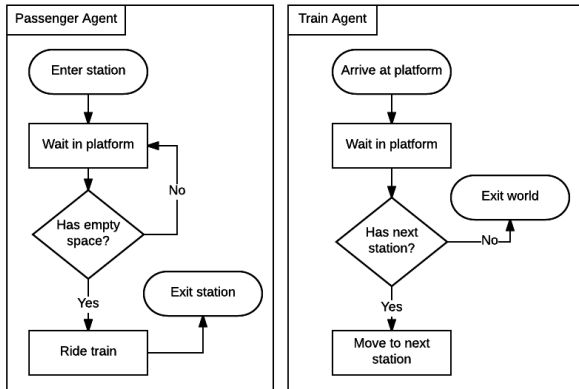 Passenger Agent
Enter station
Wait in platform
No
Has empty
space?
Yes
Exit station
Ride train
Train Agent
Arrive at platform
Wait in platform
Exit world
Has next
station?
No
Yes
Move to next
station